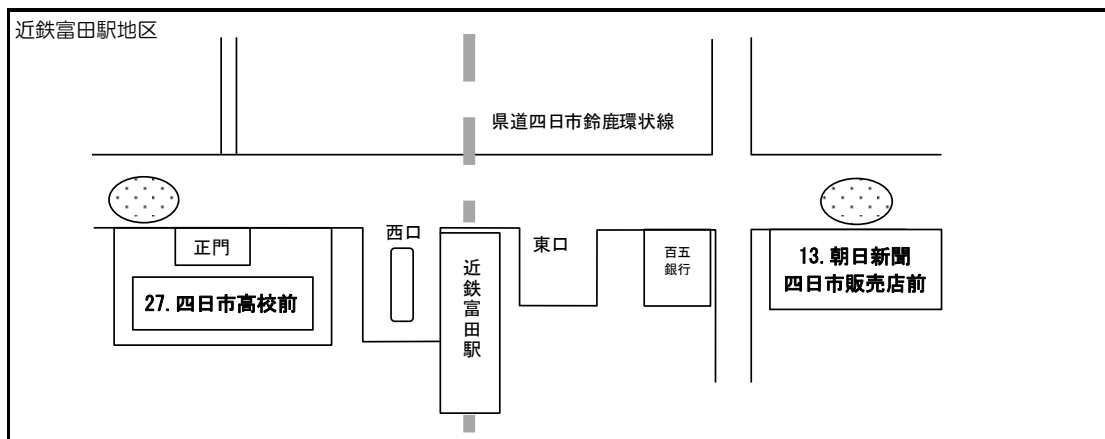 近鉄富田駅地区
県道四日市鈴鹿環状線
正門
27. 四日市高校前
西口
近鉄富田駅
東口
百五
銀行
13. 朝日新聞
四日市販売店前